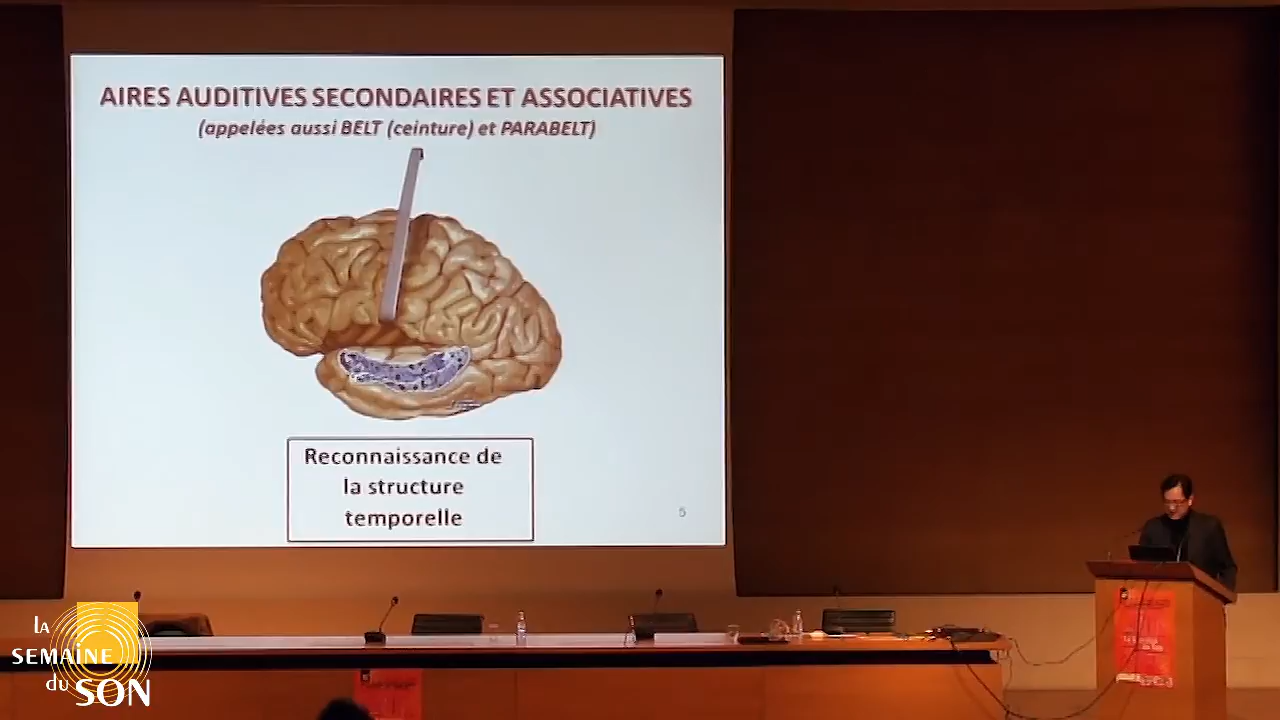 AIRES AUDITIVES SECONDAIRES ET ASSOCIATIVES
(appelées aussi BELT (ceinture) et PARABELT)
Reconnaissance de
la structure
temporelle
5
LA
SEMAINE
du SON